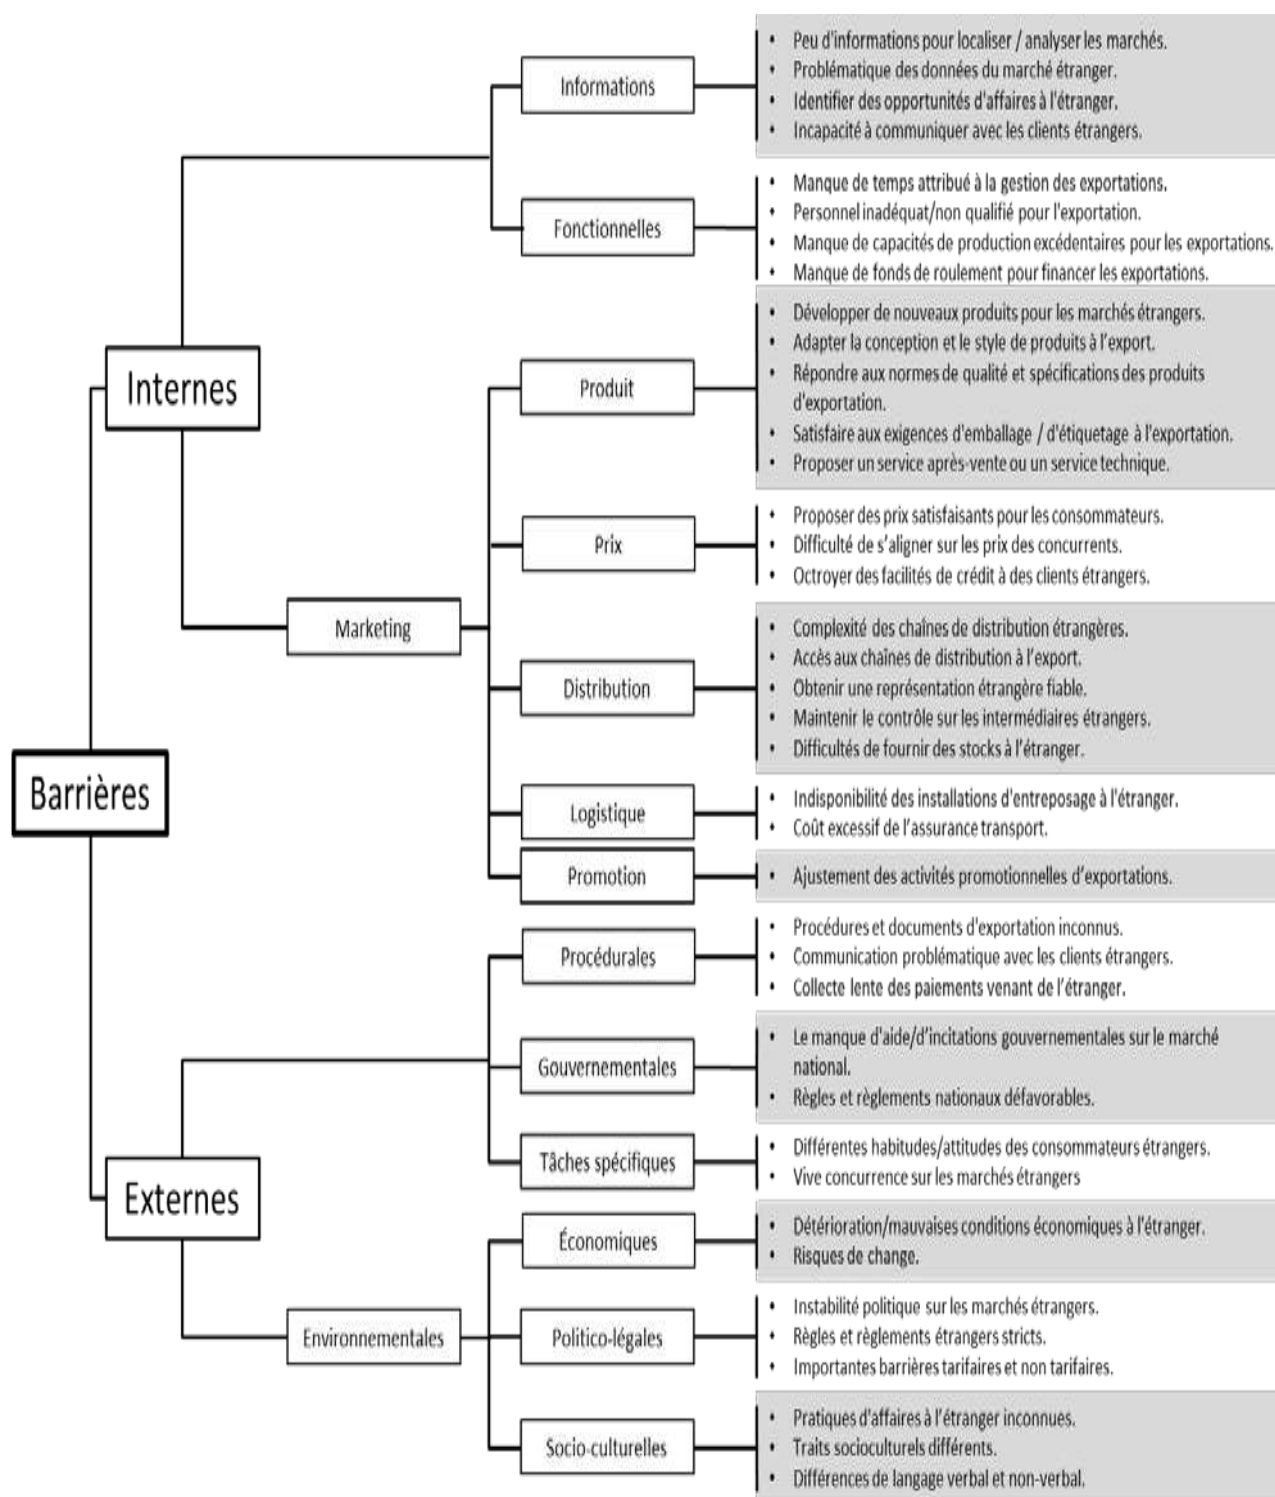 Barrières
Internes
Informations
• Peu d'informations pour localiser / analyser les marchés.
• Problématique des données du marché étranger.
• Identifier des opportunités d'affaires à l'étranger.
• Incapacité à communiquer avec les clients étrangers.
Fonctionnelles
• Manque de temps attribué à la gestion des exportations.
• Personnel inadéquat/non qualifié pour l'exportation.
• Manque de capacités de production excédentaires pour les exportations.
• Manque de fonds de roulement pour financer les exportations.
Marketing
Produit
• Développer de nouveaux produits pour les marchés étrangers.
• Adapter la conception et le style de produits à l’export.
• Répondre aux normes de qualité et spécifications des produits
d'exportation.
• Satisfaire aux exigences d'emballage / d'étiquetage à l'exportation.
• Proposer un service après-vente ou un service technique.
Prix
• Proposer des prix satisfaisants pour les consommateurs.
• Difficulté de s’aligner sur les prix des concurrents.
• Octroyer des facilités de crédit à des clients étrangers.
Distribution
• Complexité des chaînes de distribution étrangères.
• Accès aux chaînes de distribution à l’export.
• Obtenir une représentation étrangère fiable.
• Maintenir le contrôle sur les intermédiaires étrangers.
• Difficultés de fournir des stocks à l’étranger.
Logistique
• Indisponibilité des installations d'entreposage à l'étranger.
• Coût excessif de l’assurance transport.
Promotion
• Ajustement des activités promotionnelles d’exportations.
Externes
Procédurales
• Procédures et documents d'exportation inconnus.
• Communication problématique avec les clients étrangers.
• Collecte lente des paiements venant de l’étranger.
Gouvernementales
• Le manque d'aide/d’incitations gouvernementales sur le marché
national.
• Règles et règlements nationaux défavorables.
Tâches spécifiques
• Différentes habitudes/attitudes des consommateurs étrangers.
• Vive concurrence sur les marchés étrangers
Environnementales
Économiques
• Détérioration/mauvaises conditions économiques à l'étranger.
• Risques de change.
Politico-légales
• Instabilité politique sur les marchés étrangers.
• Règles et règlements étrangers stricts.
• Importantes barrières tarifaires et non tarifaires.
Socio-culturelles
• Pratiques d'affaires à l’étranger inconnues.
• Traits socioculturels différents.
• Différences de langage verbal et non-verbal.